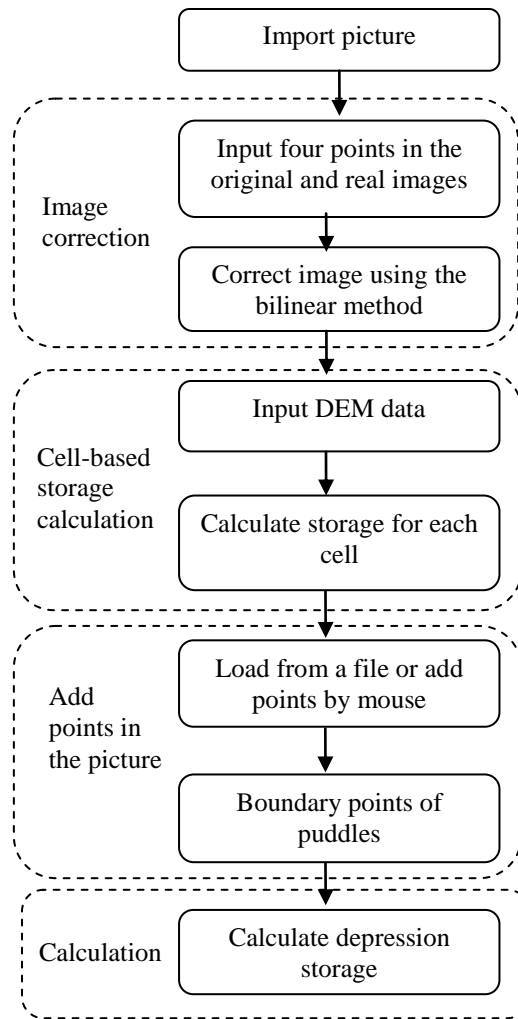 Import picture
Image
correction
Input four points in the
original and real images
Correct image using the
bilinear method
Cell-based
storage
calculation
Input DEM data
Calculate storage for each
cell
Add
points in
the picture
Load from a file or add
points by mouse
Boundary points of
puddles
Calculation
Calculate depression
storage